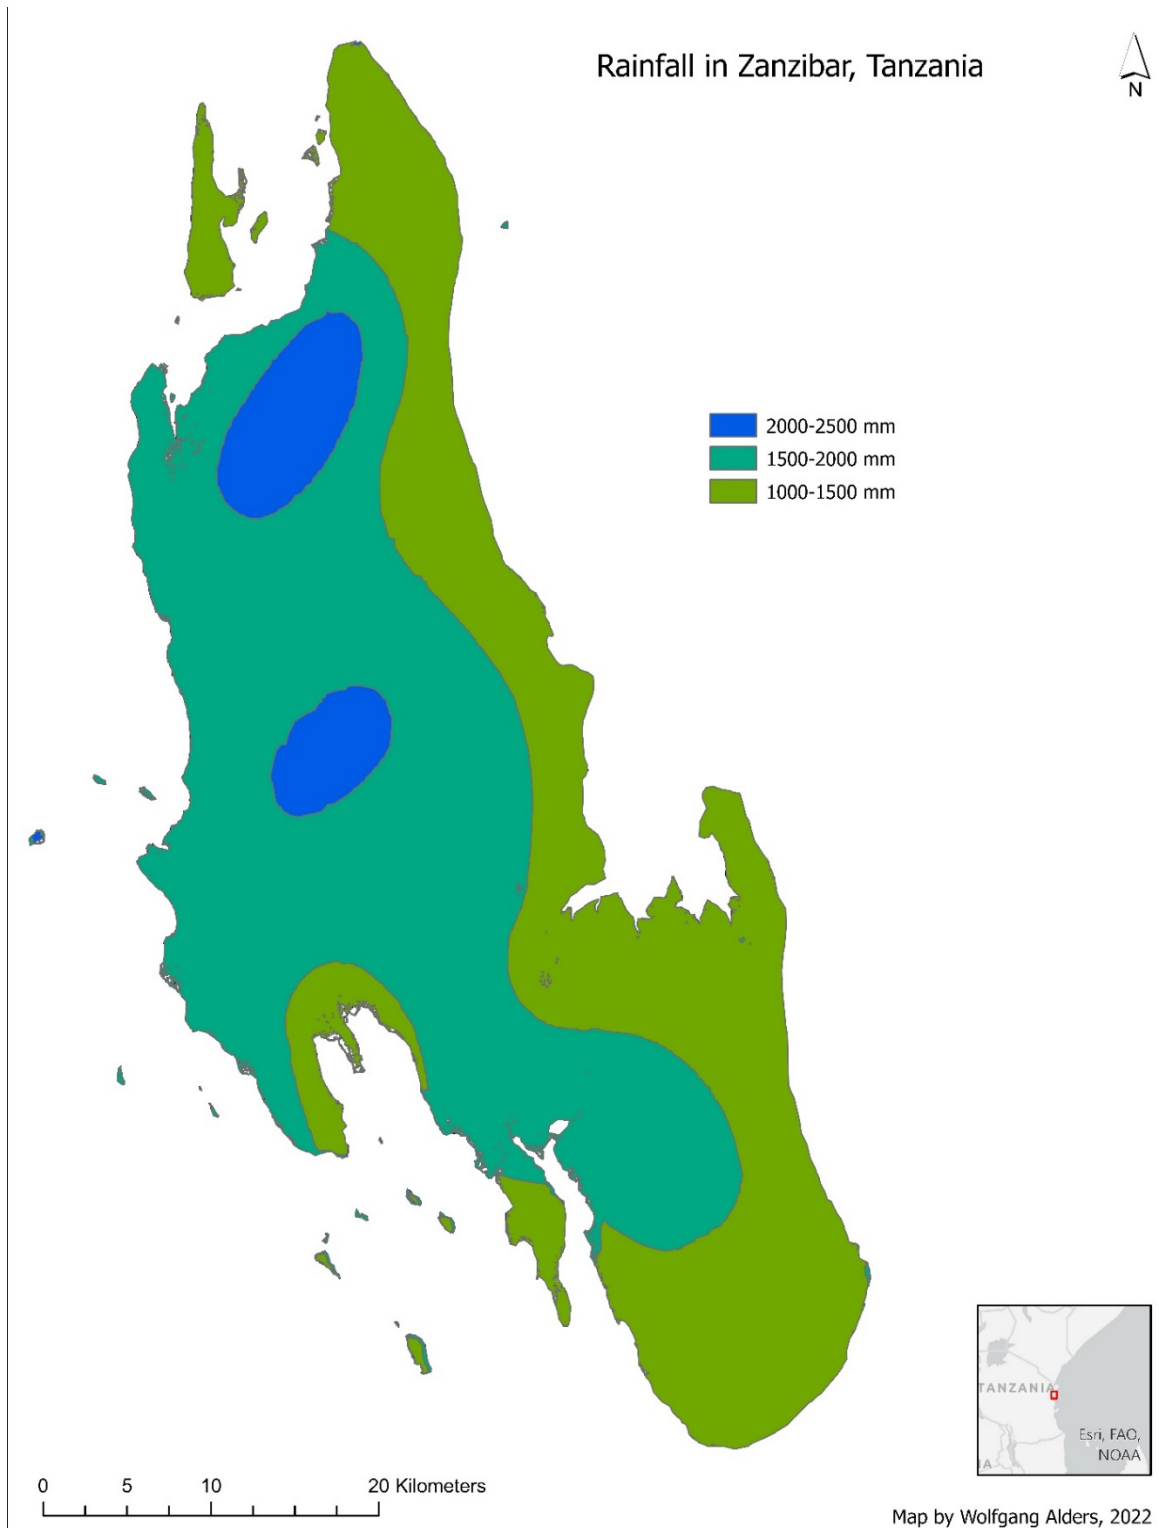 Rainfall in Zanzibar, Tanzania
N
2000-2500 mm
1500-2000 mm
1000-1500 mm
TANZANIA
Esri, FAO,
NOAA
IA
0 5 10 20 Kilometers
Map by Wolfgang Alders, 2022